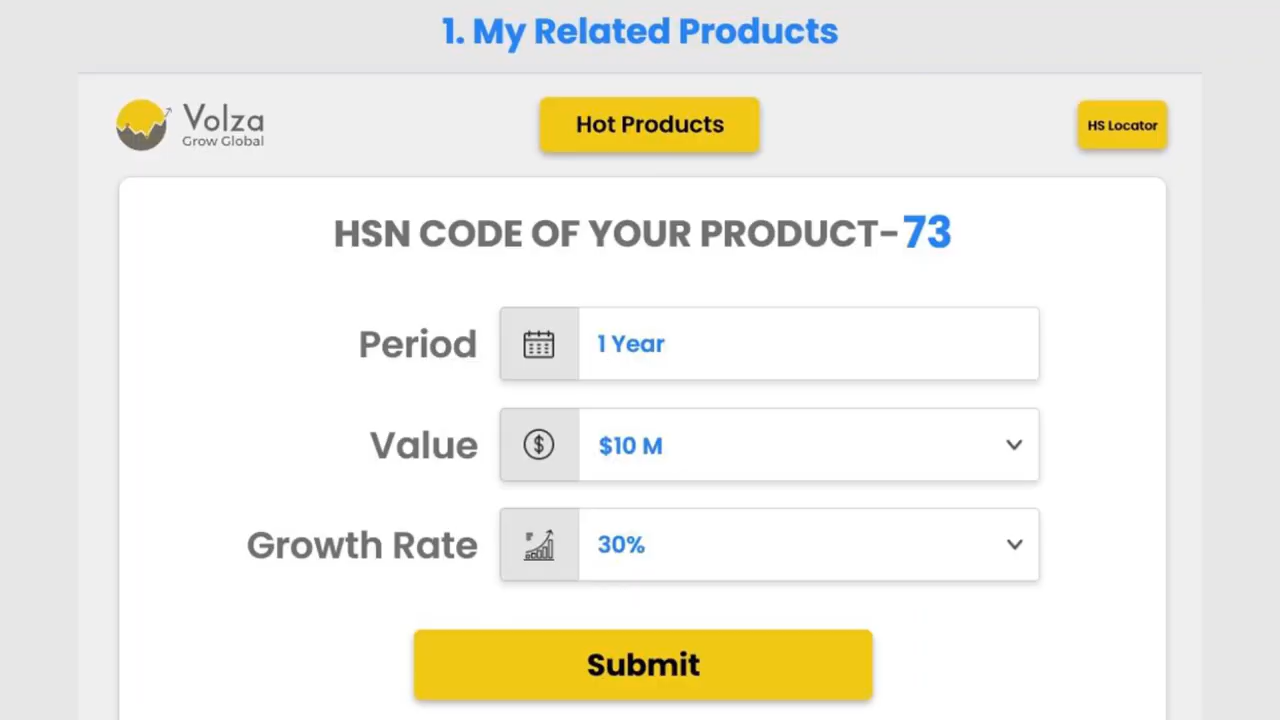 1. My Related Products
Volza
Grow Global
Hot Products
HS Locator
HSN CODE OF YOUR PRODUCT-73
Period
1 Year
Value
$10 M
Growth Rate
30%
Submit